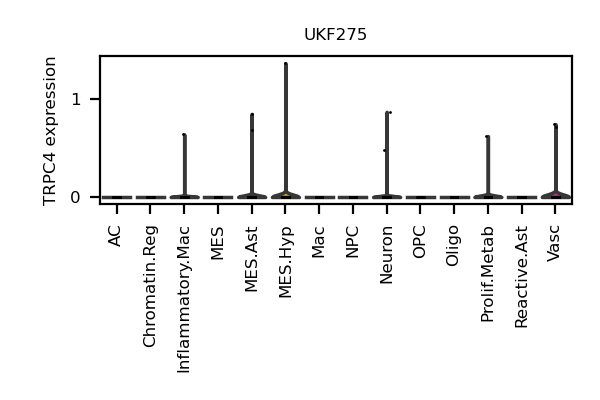 UKF275
TRPC4 expression
1
0
AC
Chromatin.Reg
Inflammatory.Mac
MES
MES.Ast
MES.Hyp
Mac
NPC
Neuron
OPC
Oligo
Prolif.Metab
Reactive.Ast
Vasc